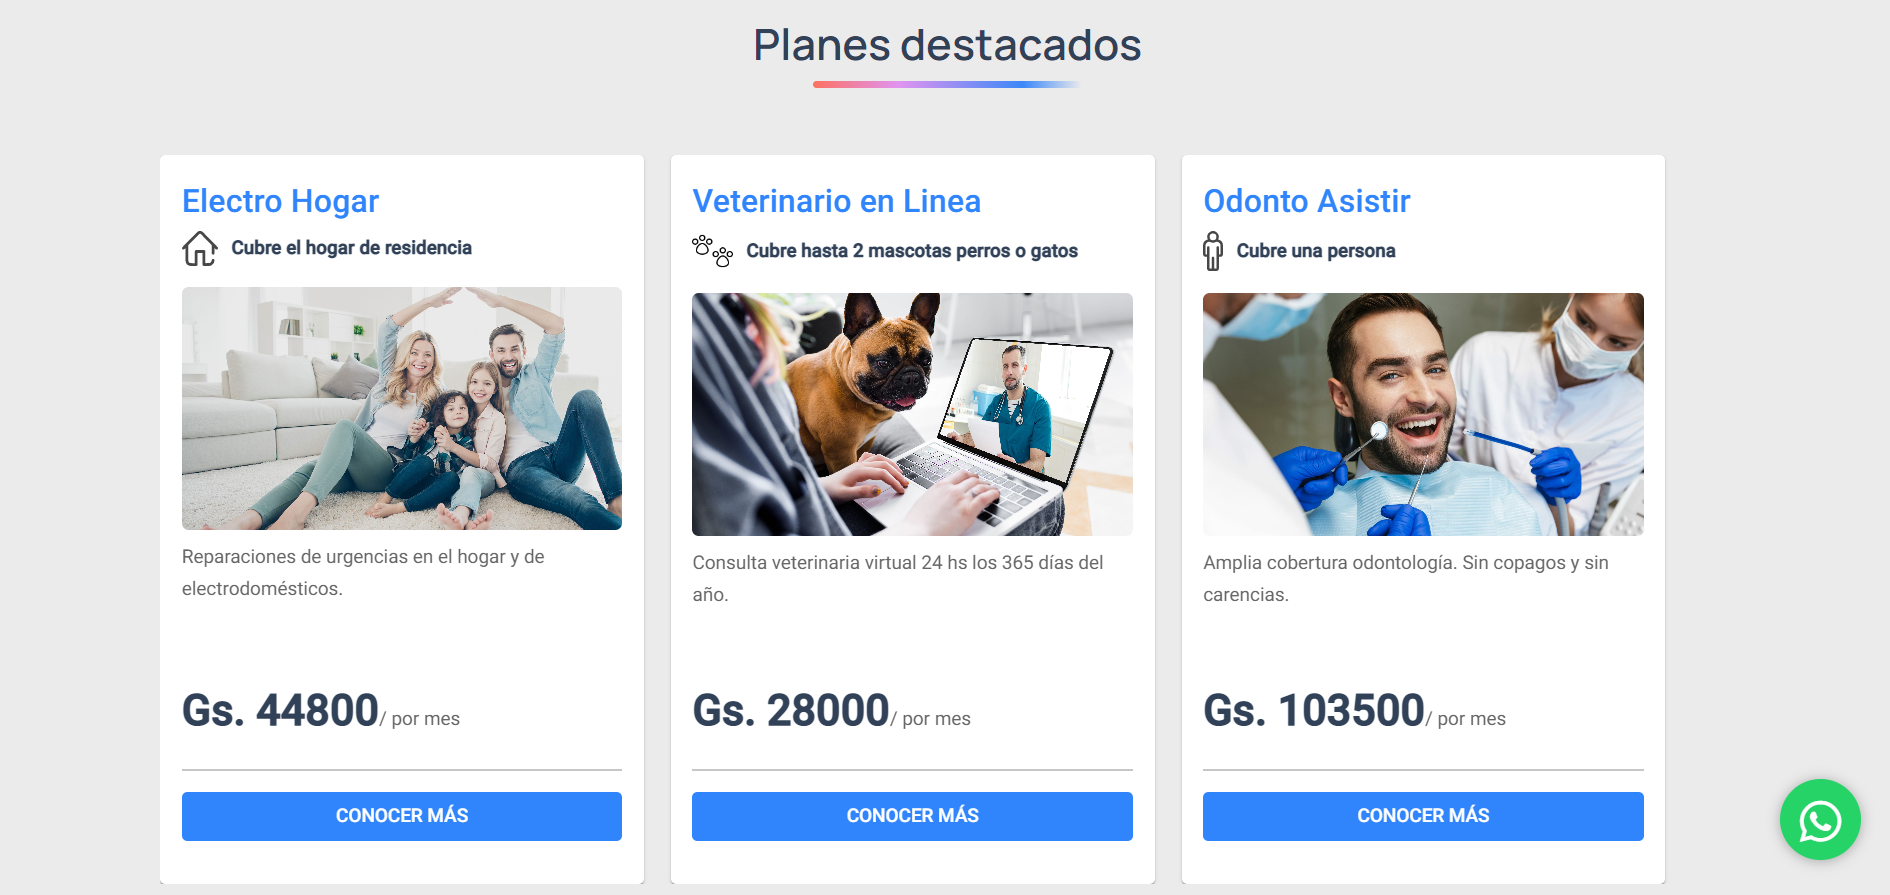 Planes destacados
Electro Hogar
Cubre el hogar de residencia
Reparaciones de urgencias en el hogar y de
electrodomésticos.
Gs. 44800/ por mes
CONOCER MÁS
Veterinario en Linea
Cubre hasta 2 mascotas perros o gatos
Consulta veterinaria virtual 24 hs los 365 días del
año.
Gs. 28000/ por mes
CONOCER MÁS
Odonto Asistir
Cubre una persona
Amplia cobertura odontología. Sin copagos y sin
carencias.
Gs. 103500/ por mes
CONOCER MÁS